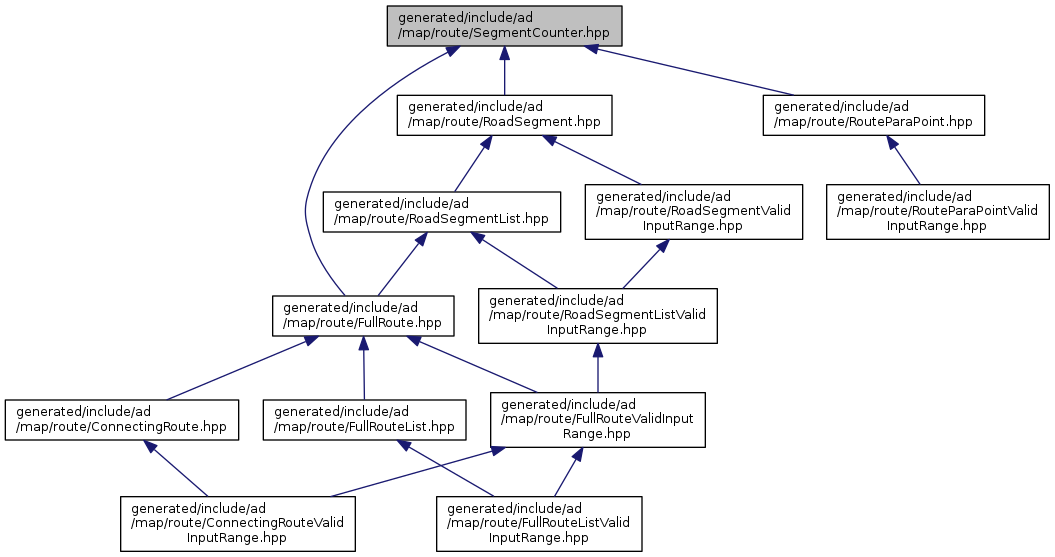 generated/include/ad
/map/route/SegmentCounter.hpp
generated/include/ad
/map/route/RoadSegment.hpp
generated/include/ad
/map/route/RouteParaPoint.hpp
generated/include/ad
/map/route/RoadSegmentList.hpp
generated/include/ad
/map/route/RoadSegmentValid
InputRange.hpp
generated/include/ad
/map/route/RouteParaPointValid
InputRange.hpp
generated/include/ad
/map/route/FullRoute.hpp
generated/include/ad
/map/route/RoadSegmentListValid
InputRange.hpp
generated/include/ad
/map/route/ConnectingRoute.hpp
generated/include/ad
/map/route/FullRouteList.hpp
generated/include/ad
/map/route/FullRouteValidInput
Range.hpp
generated/include/ad
/map/route/ConnectingRouteValid
InputRange.hpp
generated/include/ad
/map/route/FullRouteListValid
InputRange.hpp